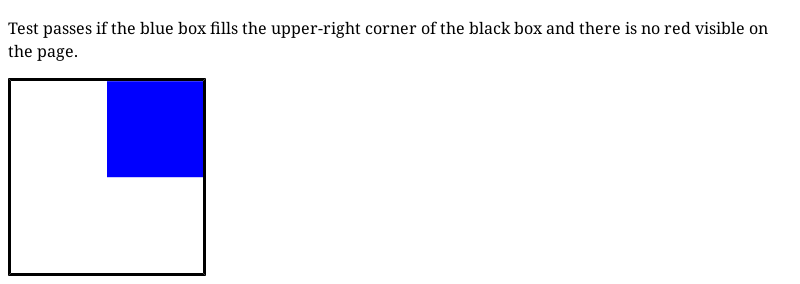 Test passes if the blue box fills the upper-right corner of the black box and there is no red visible on
the page.